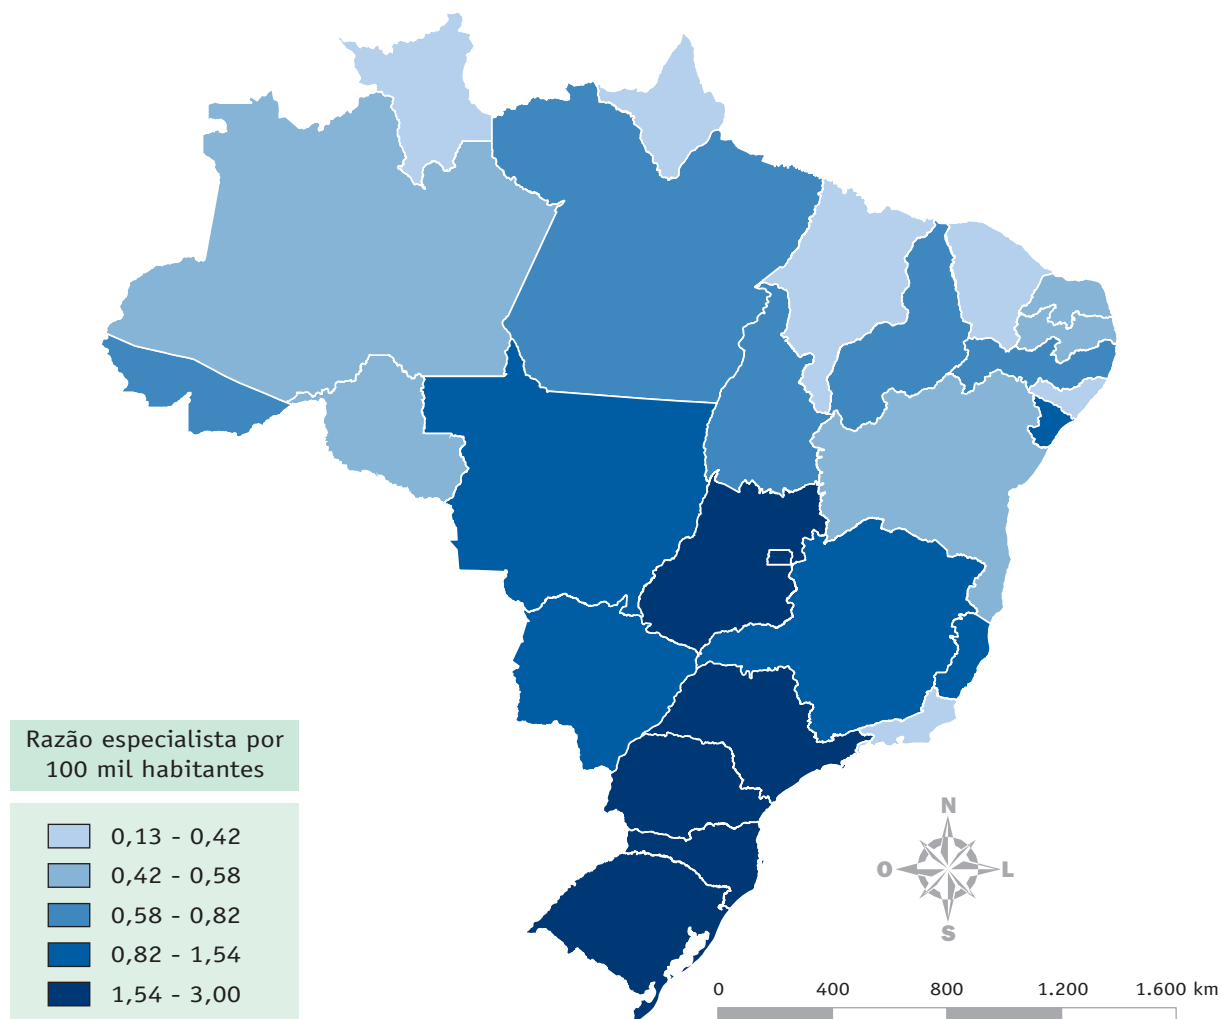 Razão especialista por
100 mil habitantes
0,13 - 0,42
0,42 - 0,58
0,58 - 0,82
0,82 - 1,54
1,54 - 3,00
N
O
L
S
0 400 800 1.200 1.600 km